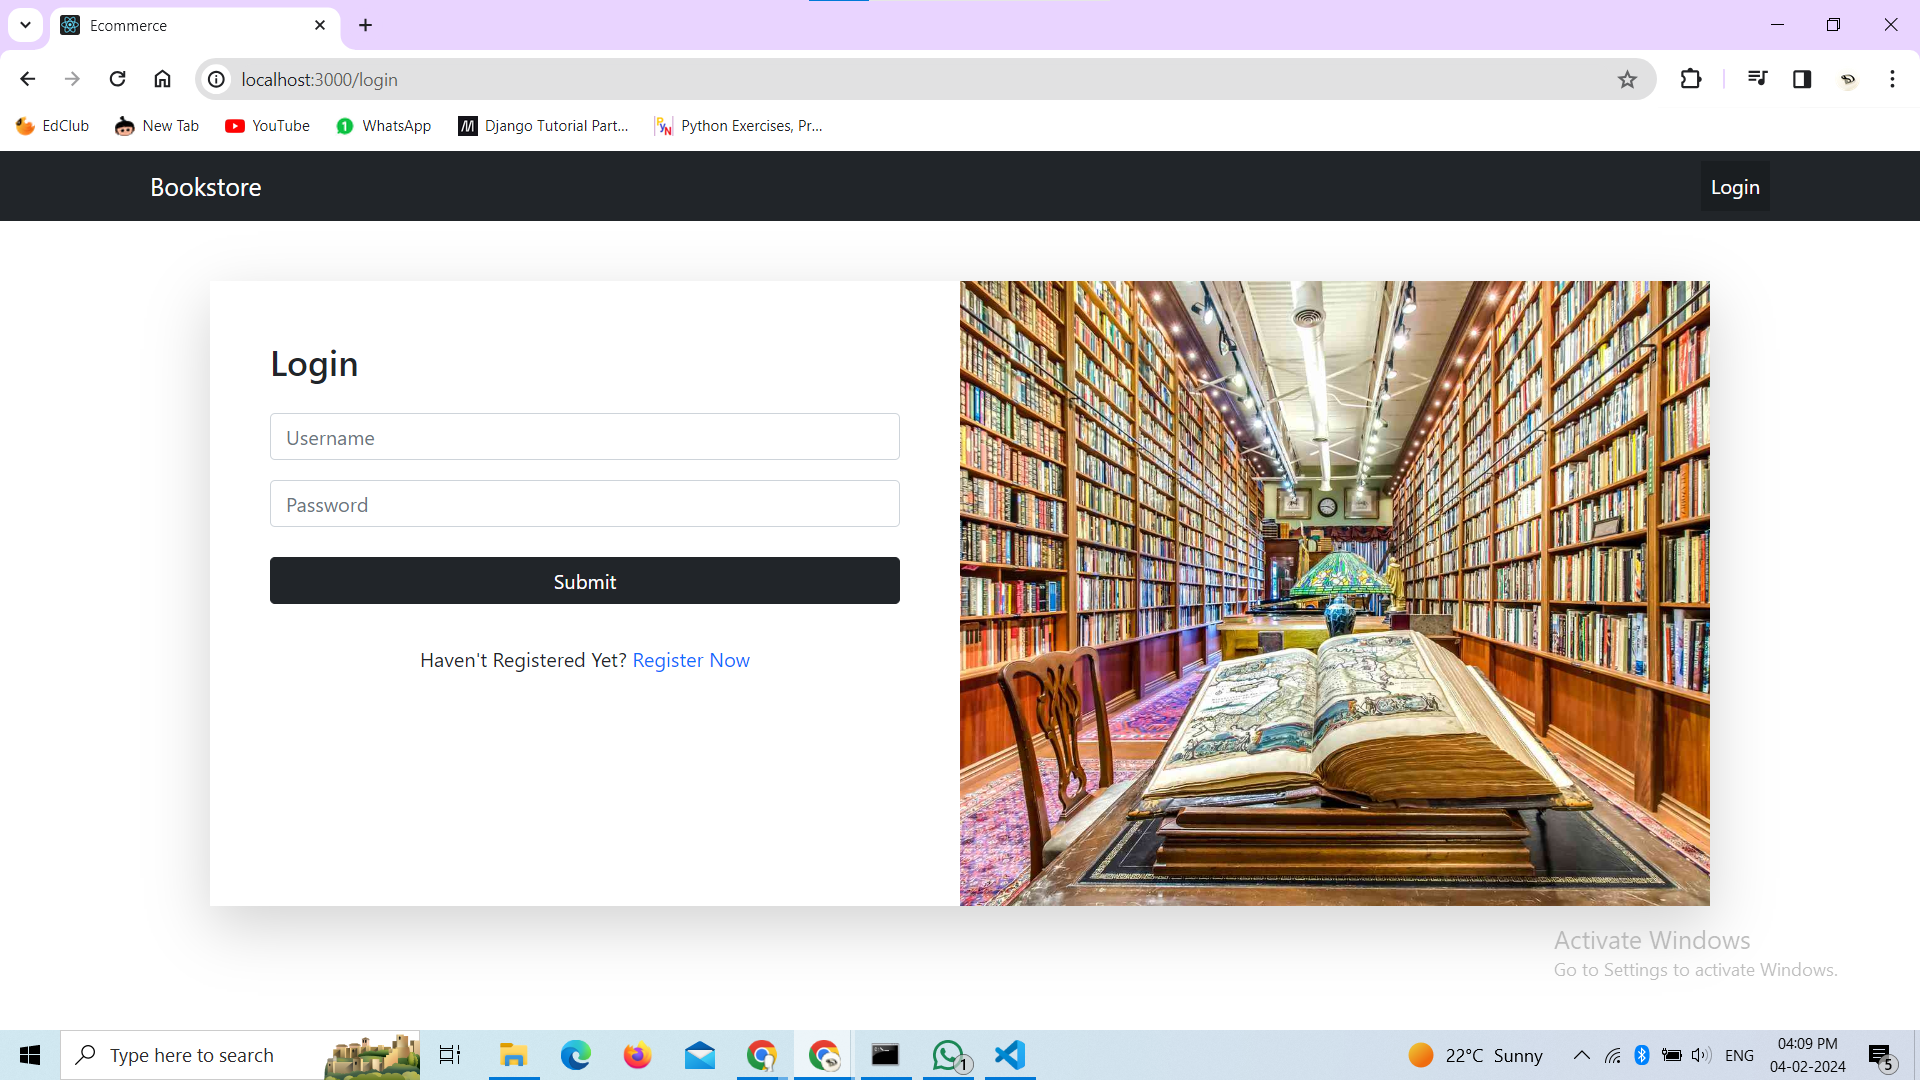 Ecommerce
localhost:3000/login
EdClub New Tab YouTube WhatsApp Django Tutorial Part... Python Exercises, Pr...
Bookstore Login
Login
Username
Password
Submit
Haven't Registered Yet? Register Now
Activate Windows
Go to Settings to activate Windows.
Type here to search
1
22°C Sunny
ENG
04:09 PM
04-02-2024
5